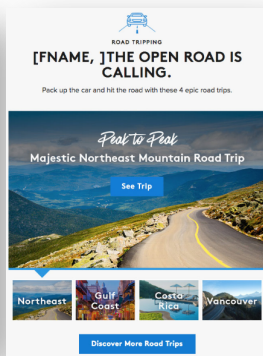 ROAD TRIPPING
[FNAME, ]THE OPEN ROAD IS
CALLING.
Pack up the car and hit the road with these 4 epic road trips.
Peak to Peak
Majestic Northeast Mountain Road Trip
See Trip
Northeast
Gulf
Coast
Costa
Rica
Vancouver
Discover More Road Trips